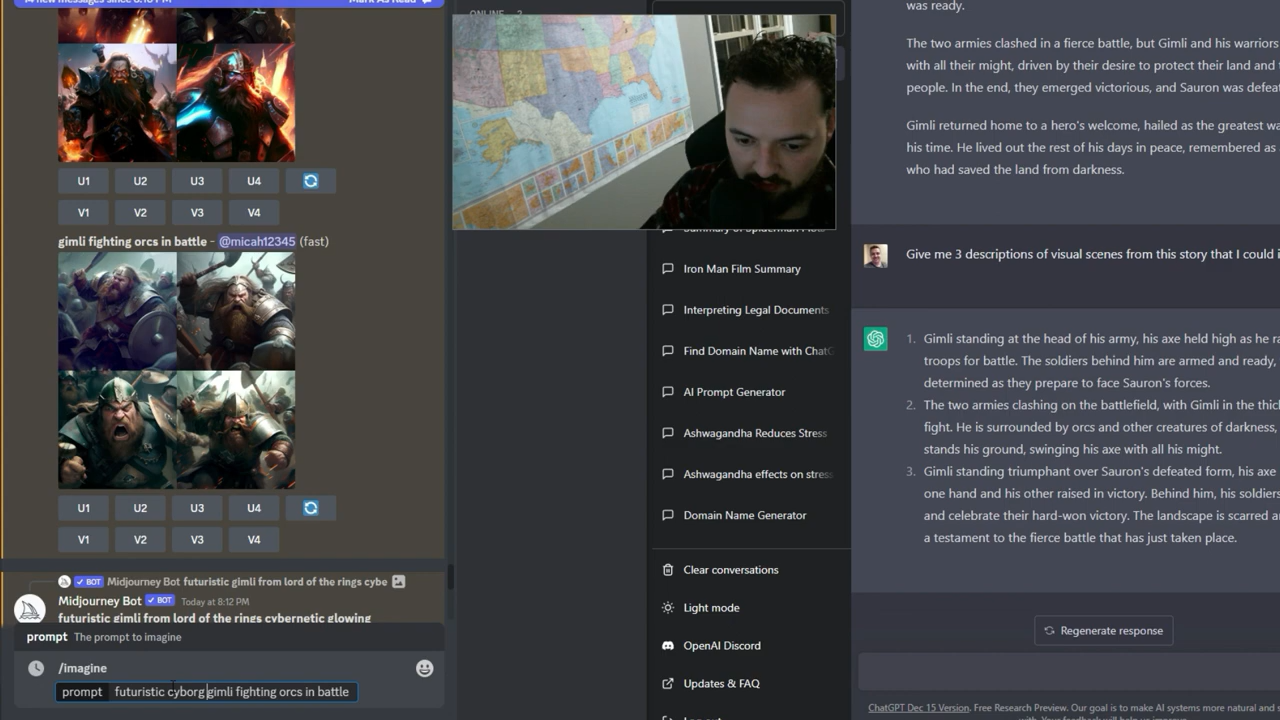 14 new messages since 8:10 PM
Mark As Read
U1 U2 U3 U4
V1 V2 V3 V4
gimli fighting orcs in battle - @micah12345 (fast)
U1 U2 U3 U4
V1 V2 V3 V4
BOT Midjourney Bot futuristic gimli from lord of the rings cybe
Midjourney Bot BOT Today at 8:12 PM
futuristic gimli from lord of the rings cybernetic glowing
prompt The prompt to imagine
/imagine
prompt futuristic cyborg gimli fighting orcs in battle
ONLINE
Iron Man Film Summary
Interpreting Legal Documents
Find Domain Name with ChatG
AI Prompt Generator
Ashwagandha Reduces Stress
Ashwagandha effects on stress
Domain Name Generator
Clear conversations
Light mode
OpenAI Discord
Updates & FAQ
was ready.
The two armies clashed in a fierce battle, but Gimli and his warriors
with all their might, driven by their desire to protect their land and
people. In the end, they emerged victorious, and Sauron was defea
Gimli returned home to a hero's welcome, hailed as the greatest wa
his time. He lived out the rest of his days in peace, remembered as
who had saved the land from darkness.
Give me 3 descriptions of visual scenes from this story that I could i
1. Gimli standing at the head of his army, his axe held high as he ra
troops for battle. The soldiers behind him are armed and ready,
determined as they prepare to face Sauron's forces.
2. The two armies clashing on the battlefield, with Gimli in the thic
fight. He is surrounded by orcs and other creatures of darkness,
stands his ground, swinging his axe with all his might.
3. Gimli standing triumphant over Sauron's defeated form, his axe
one hand and his other raised in victory. Behind him, his soldiers
and celebrate their hard-won victory. The landscape is scarred a
a testament to the fierce battle that has just taken place.
Regenerate response
ChatGPT Dec 15 Version. Free Research Preview. Our goal is to make AI systems more natural and s